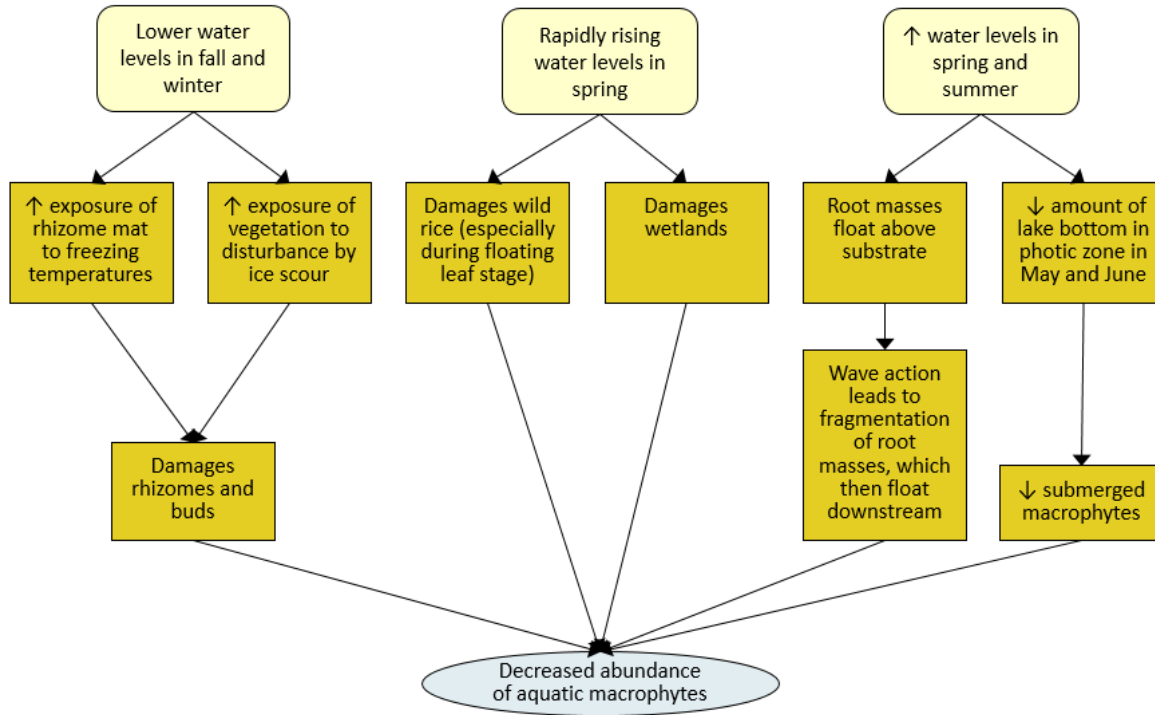 Lower water
levels in fall and
winter
Rapidly rising
water levels in
spring
↑ water levels in
spring and
summer
↑ exposure of
rhizome mat
to freezing
temperatures
↑ exposure of
vegetation to
disturbance by
ice scour
Damages wild
rice (especially
during floating
leaf stage)
Damages
wetlands
Root masses
float above
substrate
↓ amount of
lake bottom in
photic zone in
May and June
Damages
rhizomes and
buds
Wave action
leads to
fragmentation
of root
masses, which
then float
downstream
↓ submerged
macrophytes
Decreased abundance
of aquatic macrophytes